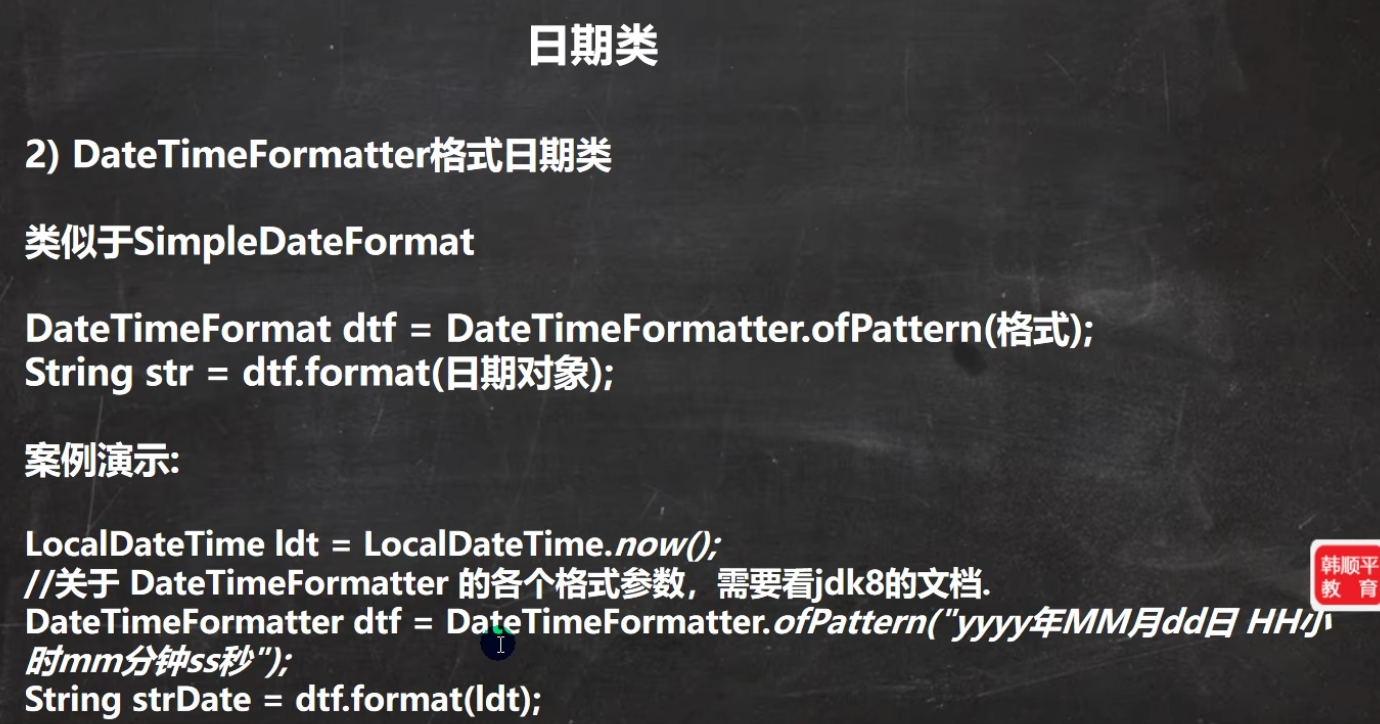 日期类
2) DateTimeFormatter格式日期类
类似于SimpleDateFormat
DateTimeFormat dtf = DateTimeFormatter.ofPattern(格式);
String str = dtf.format(日期对象);
案例演示:
LocalDateTime ldt = LocalDateTime.now();
//关于 DateTimeFormatter 的各个格式参数，需要看jdk8的文档.
DateTimeFormatter dtf = DateTimeFormatter.ofPattern("yyyy年MM月dd日 HH小
时mm分钟ss秒");
String strDate = dtf.format(ldt);
韩顺平
教 育